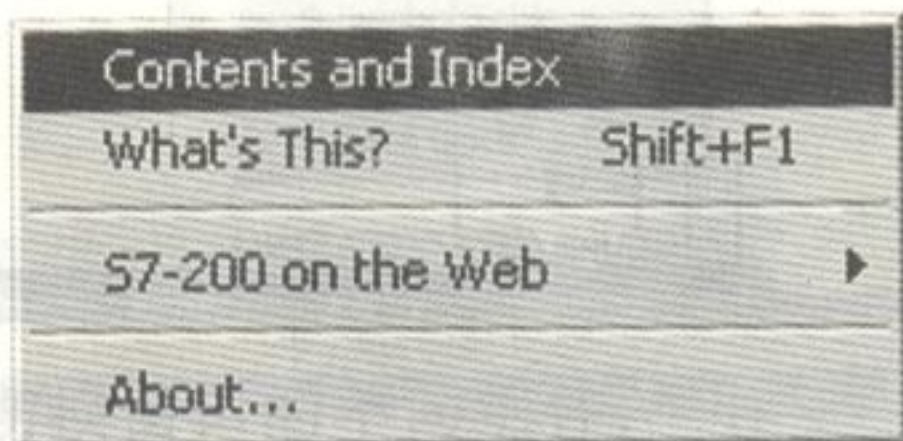 Contents and Index
What's This? Shift+F1
S7-200 on the Web
About...